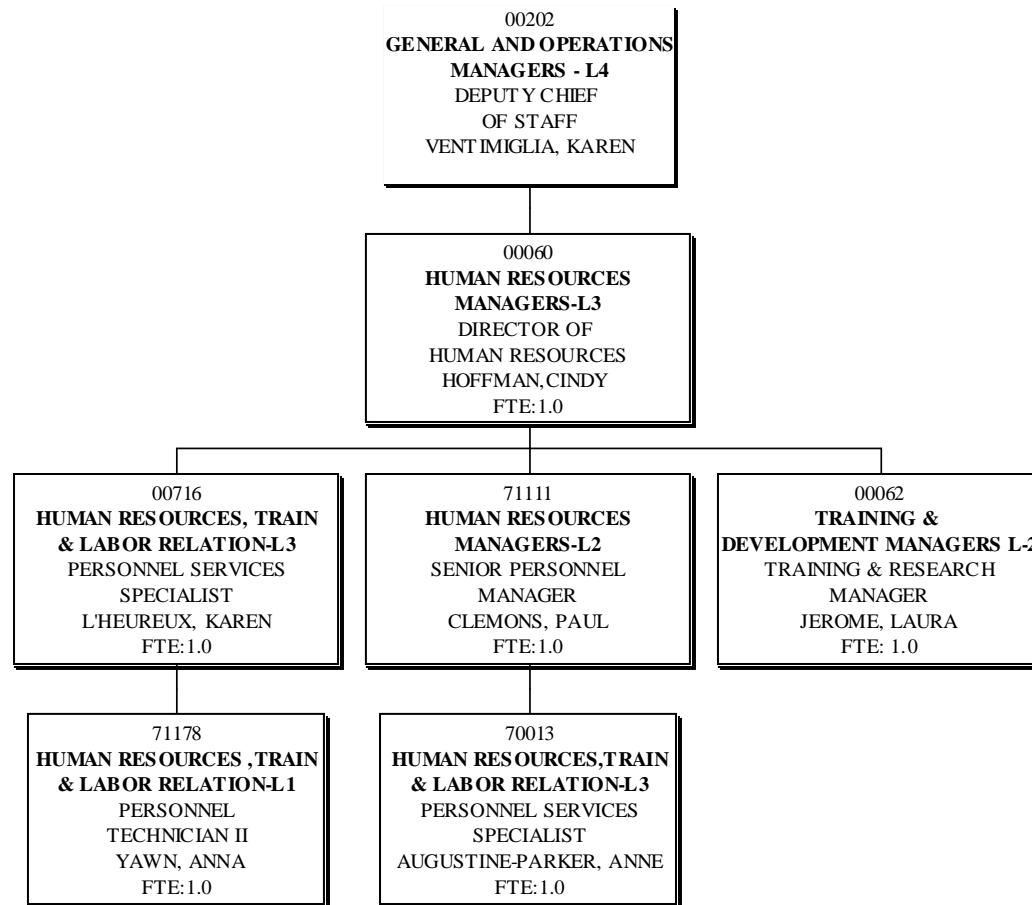 00202
GENERAL AND OPERATIONS
MANAGERS - L4
DEPUTY CHIEF
OF STAFF
VENTIMIGLIA, KAREN
00060
HUMAN RESOURCES
MANAGERS-L3
DIRECTOR OF
HUMAN RESOURCES
HOFFMAN,CINDY
FTE:1.0
00716
HUMAN RESOURCES, TRAIN
& LABOR RELATION-L3
PERSONNEL SERVICES
SPECIALIST
L'HEUREUX, KAREN
FTE:1.0
71111
HUMAN RESOURCES
MANAGERS-L2
SENIOR PERSONNEL
MANAGER
CLEMONS, PAUL
FTE:1.0
00062
TRAINING &
DEVELOPMENT MANAGERS L-2
TRAINING & RESEARCH
MANAGER
JEROME, LAURA
FTE: 1.0
71178
HUMAN RESOURCES ,TRAIN
& LABOR RELATION-L1
PERSONNEL
TECHNICIAN II
YAWN, ANNA
FTE:1.0
70013
HUMAN RESOURCES,TRAIN
& LABOR RELATION-L3
PERSONNEL SERVICES
SPECIALIST
AUGUSTINE-PARKER, ANNE
FTE:1.0